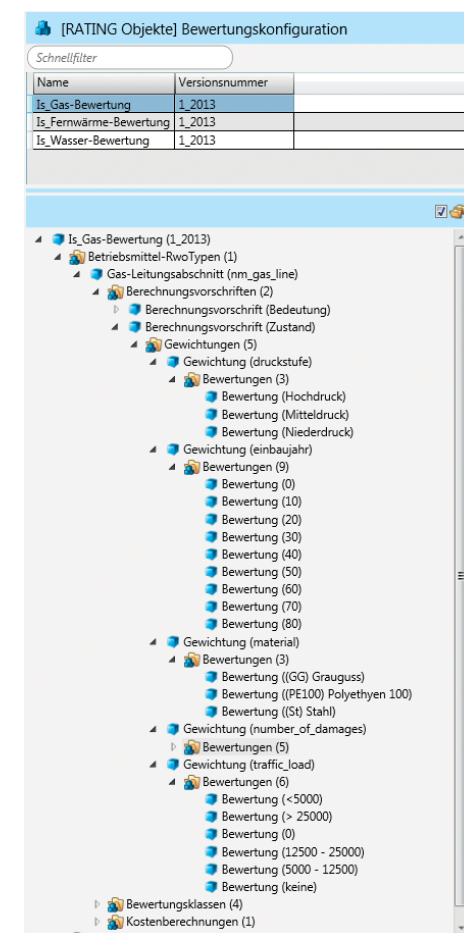 [RATING Objekte] Bewertungskonfiguration
Schnellfilter
Name Versionsnummer
Is_Gas-Bewertung 1_2013
Is_Fernwärme-Bewertung 1_2013
Is_Wasser-Bewertung 1_2013
Is_Gas-Bewertung (1_2013)
Betriebsmittel-RwoTypen (1)
Gas-Leitungsabschnitt (nm_gas_line)
Berechnungsvorschriften (2)
Berechnungsvorschrift (Bedeutung)
Berechnungsvorschrift (Zustand)
Gewichtungen (5)
Gewichtung (druckstufe)
Bewertungen (3)
Bewertung (Hochdruck)
Bewertung (Mitteldruck)
Bewertung (Niederdruck)
Gewichtung (einbaujahr)
Bewertungen (9)
Bewertung (0)
Bewertung (10)
Bewertung (20)
Bewertung (30)
Bewertung (40)
Bewertung (50)
Bewertung (60)
Bewertung (70)
Bewertung (80)
Gewichtung (material)
Bewertungen (3)
Bewertung ((GG) Grauguss)
Bewertung ((PE100) Polyethyen 100)
Bewertung ((St) Stahl)
Gewichtung (number_of_damages)
Bewertungen (5)
Gewichtung (traffic_load)
Bewertungen (6)
Bewertung (<5000)
Bewertung (> 25000)
Bewertung (0)
Bewertung (12500 - 25000)
Bewertung (5000 - 12500)
Bewertung (keine)
Bewertungsklassen (4)
Kostenberechnungen (1)